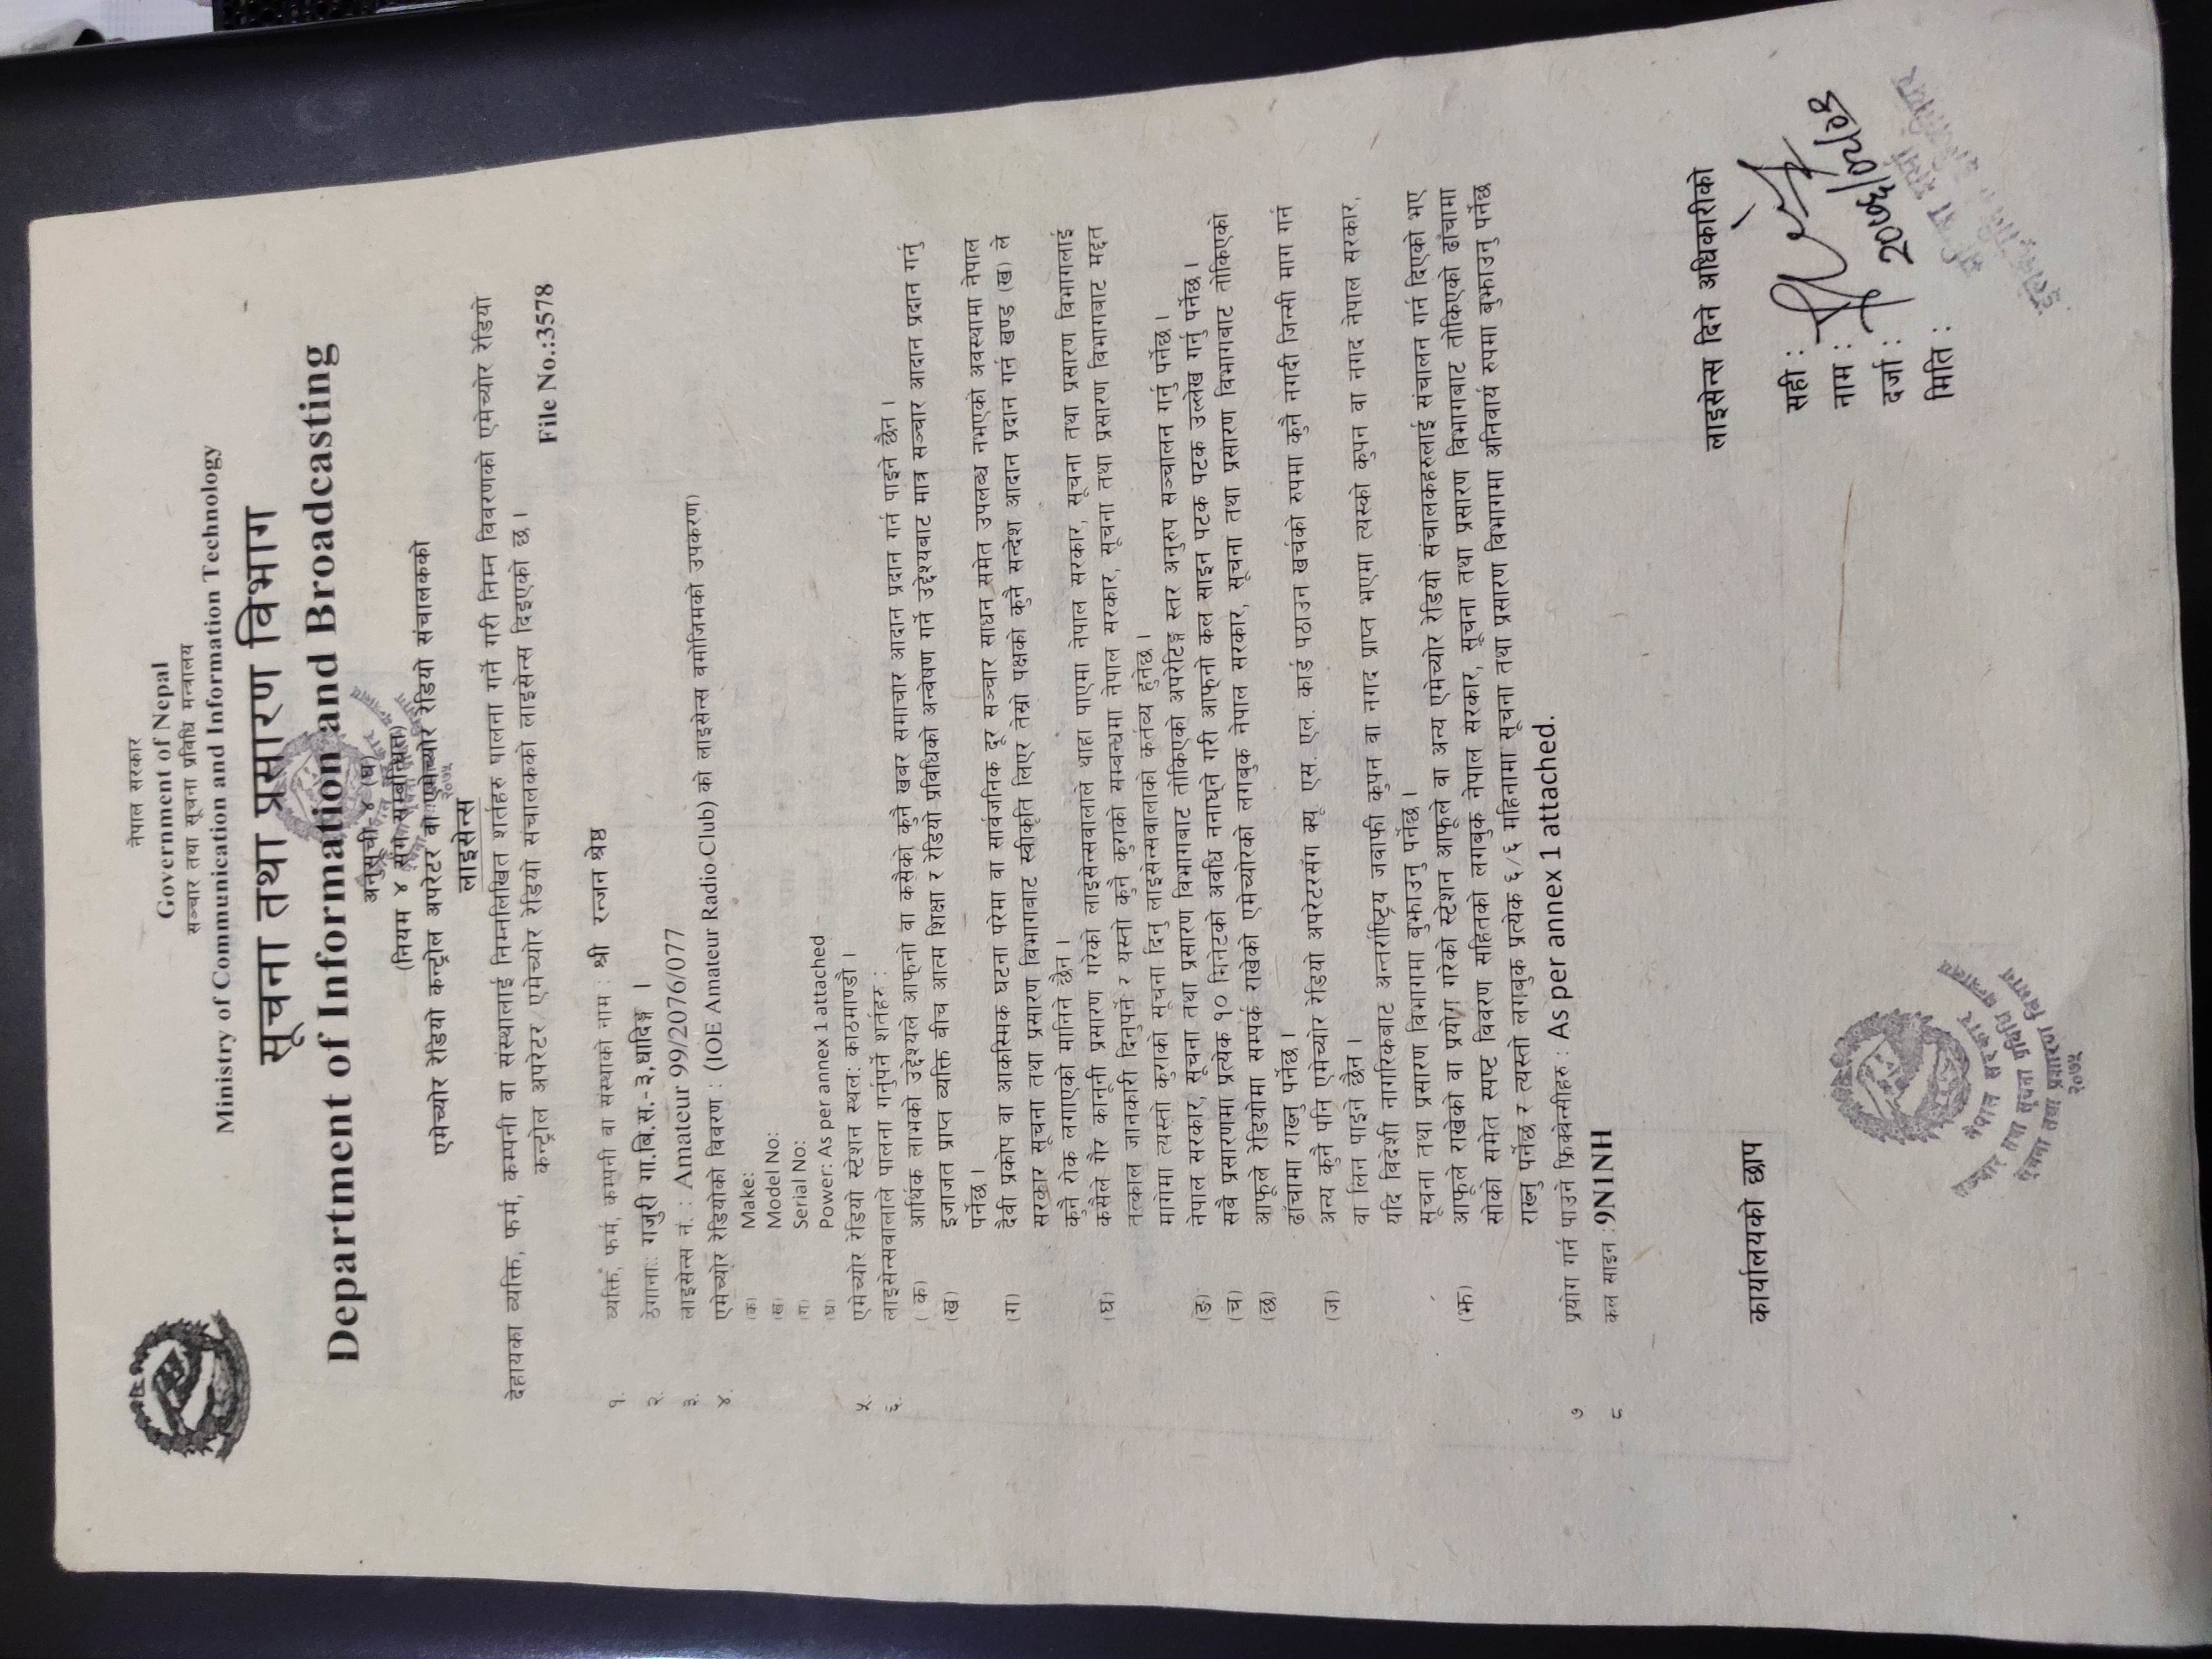 नेपाल सरकार
Government of Nepal
सञ्चार तथा सूचना प्रविधि मन्त्रालय
Ministry of Communication and Information Technology
सूचना तथा प्रसारण विभाग
Department of Information and Broadcasting
अनुसूची- ४ (घ)
(नियम ४ सँग सम्बन्धित)
एमेच्योर रेडियो कन्ट्रोल अपरेटर वा एमेच्योर रेडियो संचालकको
लाइसेन्स
देहायका व्यक्ति, फर्म, कम्पनी वा संस्थालाई निम्नलिखित शर्तहरु पालना गर्ने गरी निम्न विवरणको एमेच्योर रेडियो
कन्ट्रोल अपरेटर/एमेच्योर रेडियो संचालकको लाइसेन्स दिइएको छ ।
File No.:3578
१. व्यक्ति, फर्म, कम्पनी वा संस्थाको नाम : श्री रन्जन श्रेष्ठ
२. ठेगानाः: गजुरी गा.बि.स.-३,धादिङ्ग ।
३. लाइसेन्स नं. : Amateur 99/2076/077
४. एमेच्योर रेडियोको विवरण : (IOE Amateur Radio Club) को लाइसेन्स बमोजिमको उपकरण)
(क) Make:
(ख) Model No:
(ग) Serial No:
(घ) Power: As per annex 1 attached
५. एमेच्योर रेडियो स्टेशन स्थल: काठमाण्डौ ।
६. लाइसेन्सवालाले पालना गर्नुपर्ने शर्तहरु :
(क) आर्थिक लाभको उद्देश्यले आफ्नो वा कसैको कुनै खबर समाचार आदान प्रदान गर्न पाइने छैन ।
(ख) इजाजत प्राप्त व्यक्ति बीच आत्म शिक्षा र रेडियो प्रविधिको अन्वेषण गर्ने उद्देश्यबाट मात्र सञ्चार आदान प्रदान गर्नु
पर्नेछ ।
(ग) दैवी प्रकोप वा आकस्मिक घटना परेमा वा सार्वजनिक दूर सञ्चार साधन समेत उपलब्ध नभएको अवस्थामा नेपाल
सरकार सूचना तथा प्रसारण विभागबाट स्वीकृति लिएर तेस्रो पक्षको कुनै सन्देश आदान प्रदान गर्न खण्ड (ख) ले
कुनै रोक लगाएको मानिने छैन ।
(घ) कसैले गैर कानूनी प्रसारण गरेको लाइसेन्सवालाले थाहा पाएमा नेपाल सरकार, सूचना तथा प्रसारण विभागलाई
तत्काल जानकारी दिनुपर्ने र यस्तो कुनै कुराको सम्बन्धमा नेपाल सरकार, सूचना तथा प्रसारण विभागबाट मद्दत
मागेमा त्यस्ता कुराको सूचना दिनु लाइसेन्सवालाको कर्तव्य हुनेछ ।
(ङ) नेपाल सरकार, सूचना तथा प्रसारण विभागबाट तोकिएको अपरेटिङ्ग स्तर अनुरुप सञ्चालन गर्नु पर्नेछ ।
(च) सबै प्रसारणमा प्रत्येक १० मिनेटको अवधि ननाघ्ने गरी आफ्नो कल साइन पटक पटक उल्लेख गर्नु पर्नेछ ।
(छ) आफूले रेडियोमा सम्पर्क राखेको एमेच्योरको लगबुक नेपाल सरकार, सूचना तथा प्रसारण विभागबाट तोकिएको
ढाँचामा राख्नु पर्नेछ ।
(ज) अन्य कुनै पनि एमेच्योर रेडियो अपरेटरसँग क्यू. एस. एल. कार्ड पठाउन खर्चको रुपमा कुनै नगदी जिन्सी माग गर्न
वा लिन पाइने छैन ।
यदि विदेशी नागरिकबाट अन्तर्राष्ट्रिय जवाफी कुपन वा नगद प्राप्त भएमा त्यस्को कुपन वा नगद नेपाल सरकार,
सूचना तथा प्रसारण विभागमा बुझाउनु पर्नेछ ।
(झ) आफूले राखेको वा प्रयोग गरेको स्टेशन आफूले वा अन्य एमेच्योर रेडियो संचालकहरुलाई संचालन गर्न दिएको भए
सोको समेत स्पष्ट विवरण सहितको लगबुक नेपाल सरकार, सूचना तथा प्रसारण विभागबाट तोकिएको ढाँचामा
राख्नु पर्नेछ र त्यस्तो लगबुक प्रत्येक ६/६ महिनामा सूचना तथा प्रसारण विभागमा अनिवार्य रुपमा बुझाउनु पर्नेछ
७ प्रयोग गर्न पाउने फ्रिक्वेन्सीहरु : As per annex 1 attached.
८ कल साइन :9N1NH
लाइसेन्स दिने अधिकारीको
कार्यालयको छाप
सही :
नाम :
दर्जा :
मिति :
नेपाल सरकार
सञ्चार तथा सूचना प्रविधि मन्त्रालय
सूचना तथा प्रसारण विभाग
२०७५